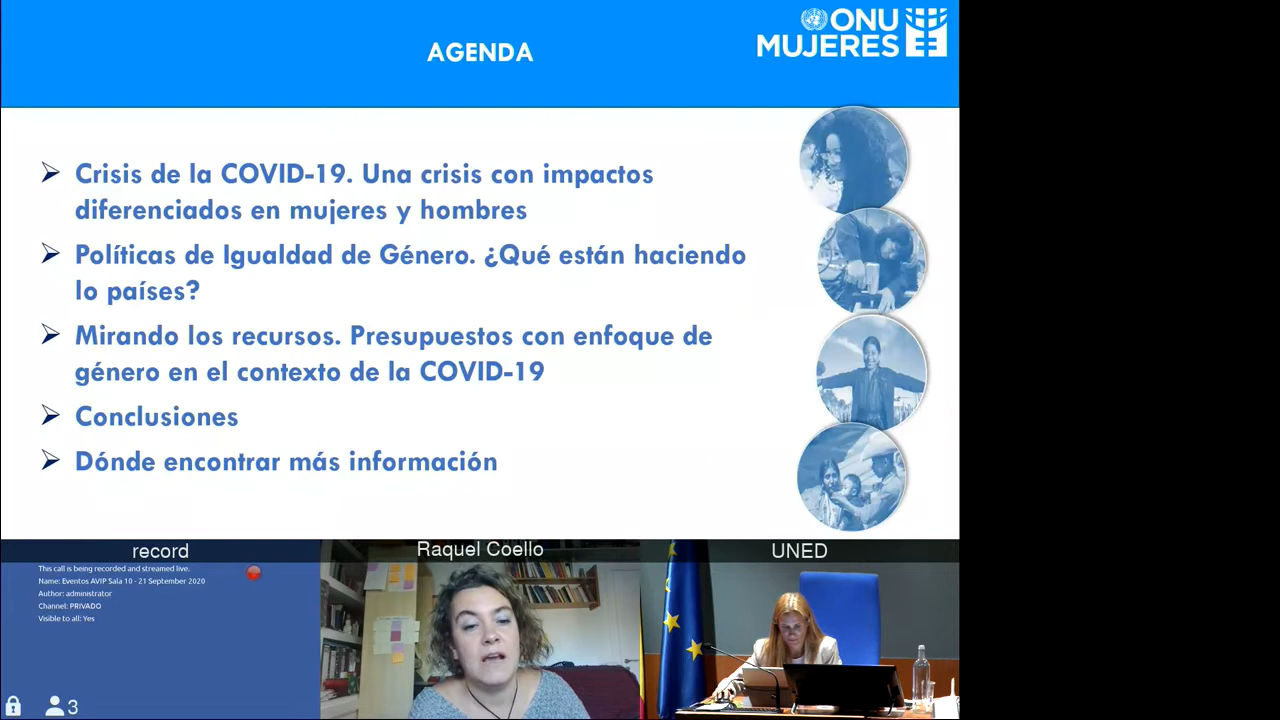 AGENDA
ONU
MUJERES
Crisis de la COVID-19. Una crisis con impactos
diferenciados en mujeres y hombres
Políticas de Igualdad de Género. ¿Qué están haciendo
lo países?
Mirando los recursos. Presupuestos con enfoque de
género en el contexto de la COVID-19
Conclusiones
Dónde encontrar más información
record
Raquel Coello
UNED
This call is being recorded and streamed live.
Name: Eventos AVIP Sala 10 - 21 September 2020
Author: administrator
Channel: PRIVADO
Visible to all: Yes
3